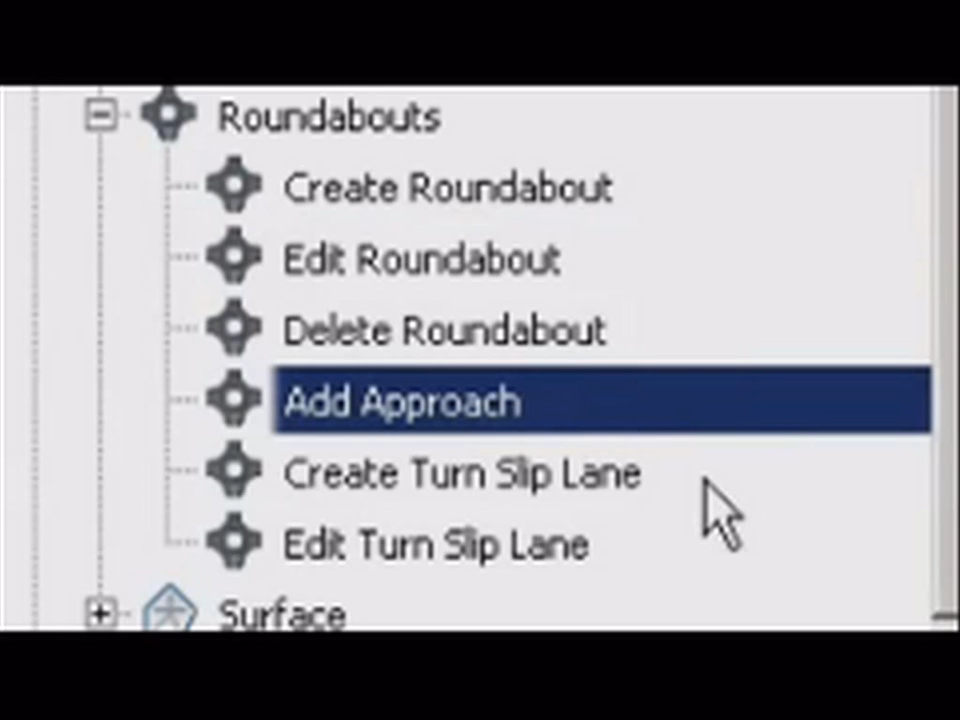 Roundabouts
Create Roundabout
Edit Roundabout
Delete Roundabout
Add Approach
Create Turn Slip Lane
Edit Turn Slip Lane
Surface